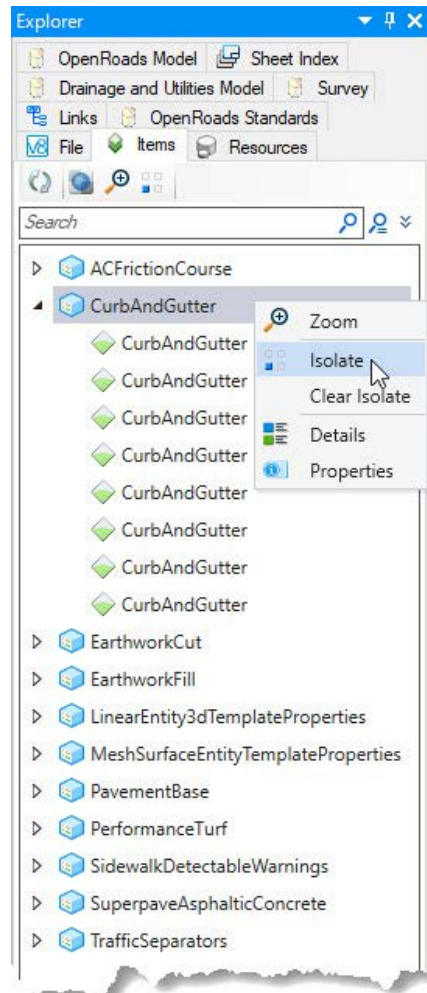 Explorer
OpenRoads Model Sheet Index
Drainage and Utilities Model Survey
Links OpenRoads Standards
V8 File Items Resources
Search
ACFrictionCourse
CurbAndGutter
Zoom
CurbAndGutter
Isolate
CurbAndGutter
Clear Isolate
CurbAndGutter
Details
CurbAndGutter
Properties
CurbAndGutter
CurbAndGutter
CurbAndGutter
CurbAndGutter
EarthworkCut
EarthworkFill
LinearEntity3dTemplateProperties
MeshSurfaceEntityTemplateProperties
PavementBase
PerformanceTurf
SidewalkDetectableWarnings
SuperpaveAsphalticConcrete
TrafficSeparators